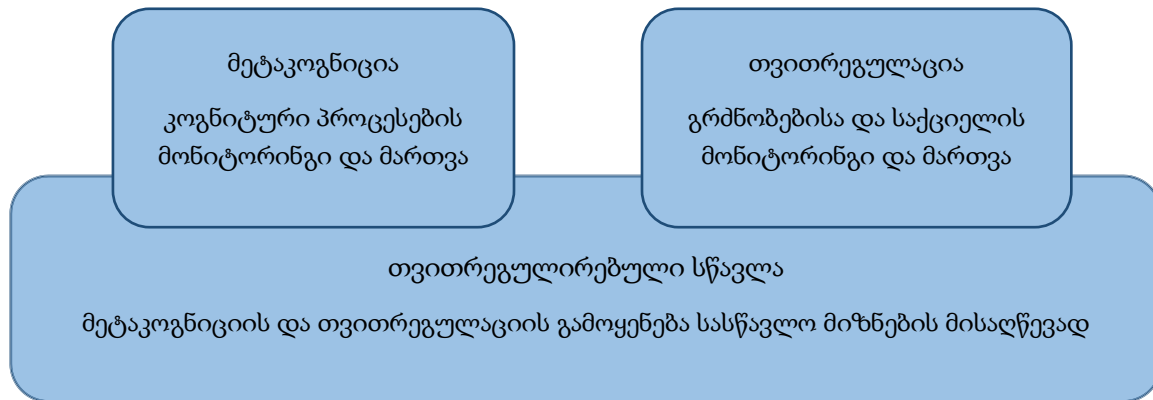 მეტაკოგნიცია
კოგნიტური პროცესების
მონიტორინგი და მართვა
თვითრეგულაცია
გრძნობებისა და საქციელის
მონიტორინგი და მართვა
თვითრეგულირებული სწავლა
მეტაკოგნიციის და თვითრეგულაციის გამოყენება სასწავლო მიზნების მისაღწევად